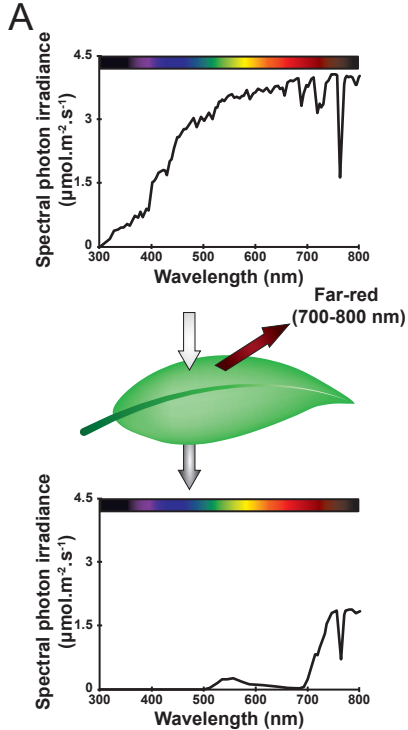 A
Spectral photon irradiance
(μmol.m⁻².s⁻¹)
4.5
3
1.5
0
300 400 500 600 700 800
Wavelength (nm)
Far-red
(700-800 nm)
Spectral photon irradiance
(μmol.m⁻².s⁻¹)
4.5
3
1.5
0
300 400 500 600 700 800
Wavelength (nm)